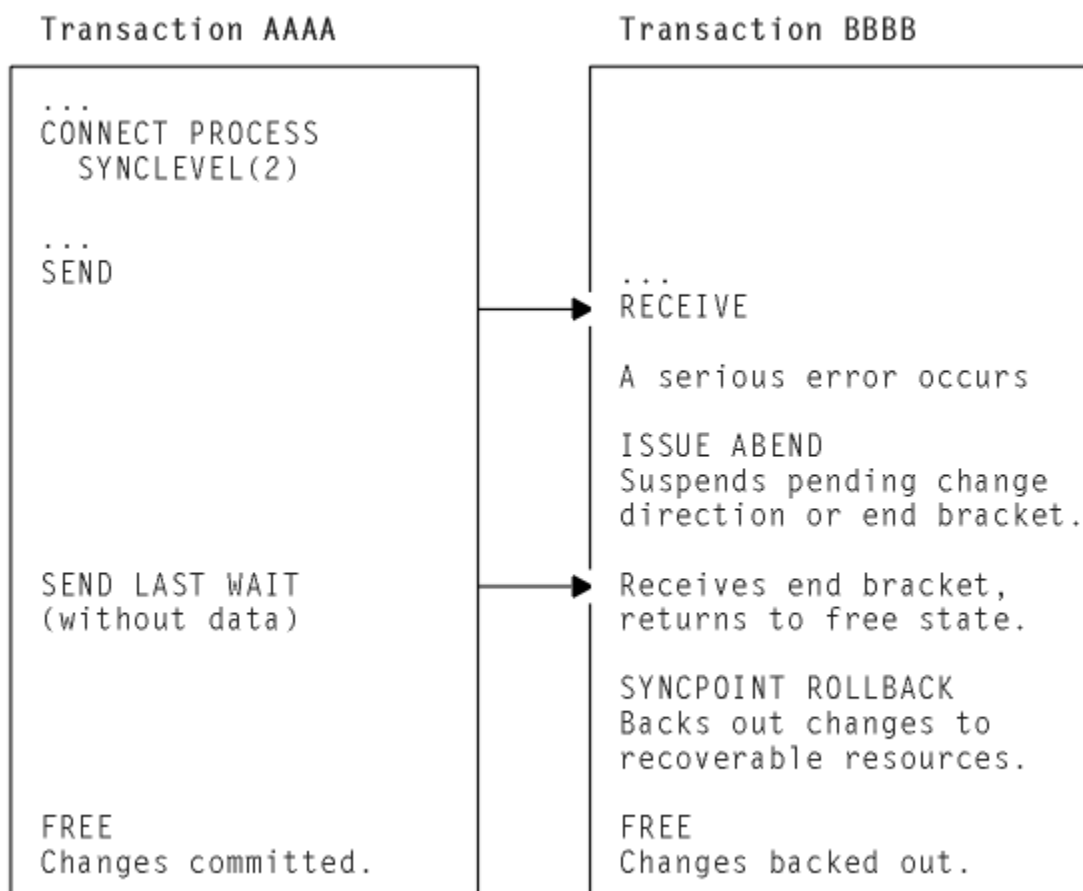 Transaction AAAA
...
CONNECT PROCESS
SYNCLEVEL(2)
...
SEND
SEND LAST WAIT
(without data)
FREE
Changes committed.
Transaction BBBB
...
RECEIVE
A serious error occurs
ISSUE ABEND
Suspends pending change
direction or end bracket.
Receives end bracket,
returns to free state.
SYNCPOINT ROLLBACK
Backs out changes to
recoverable resources.
FREE
Changes backed out.